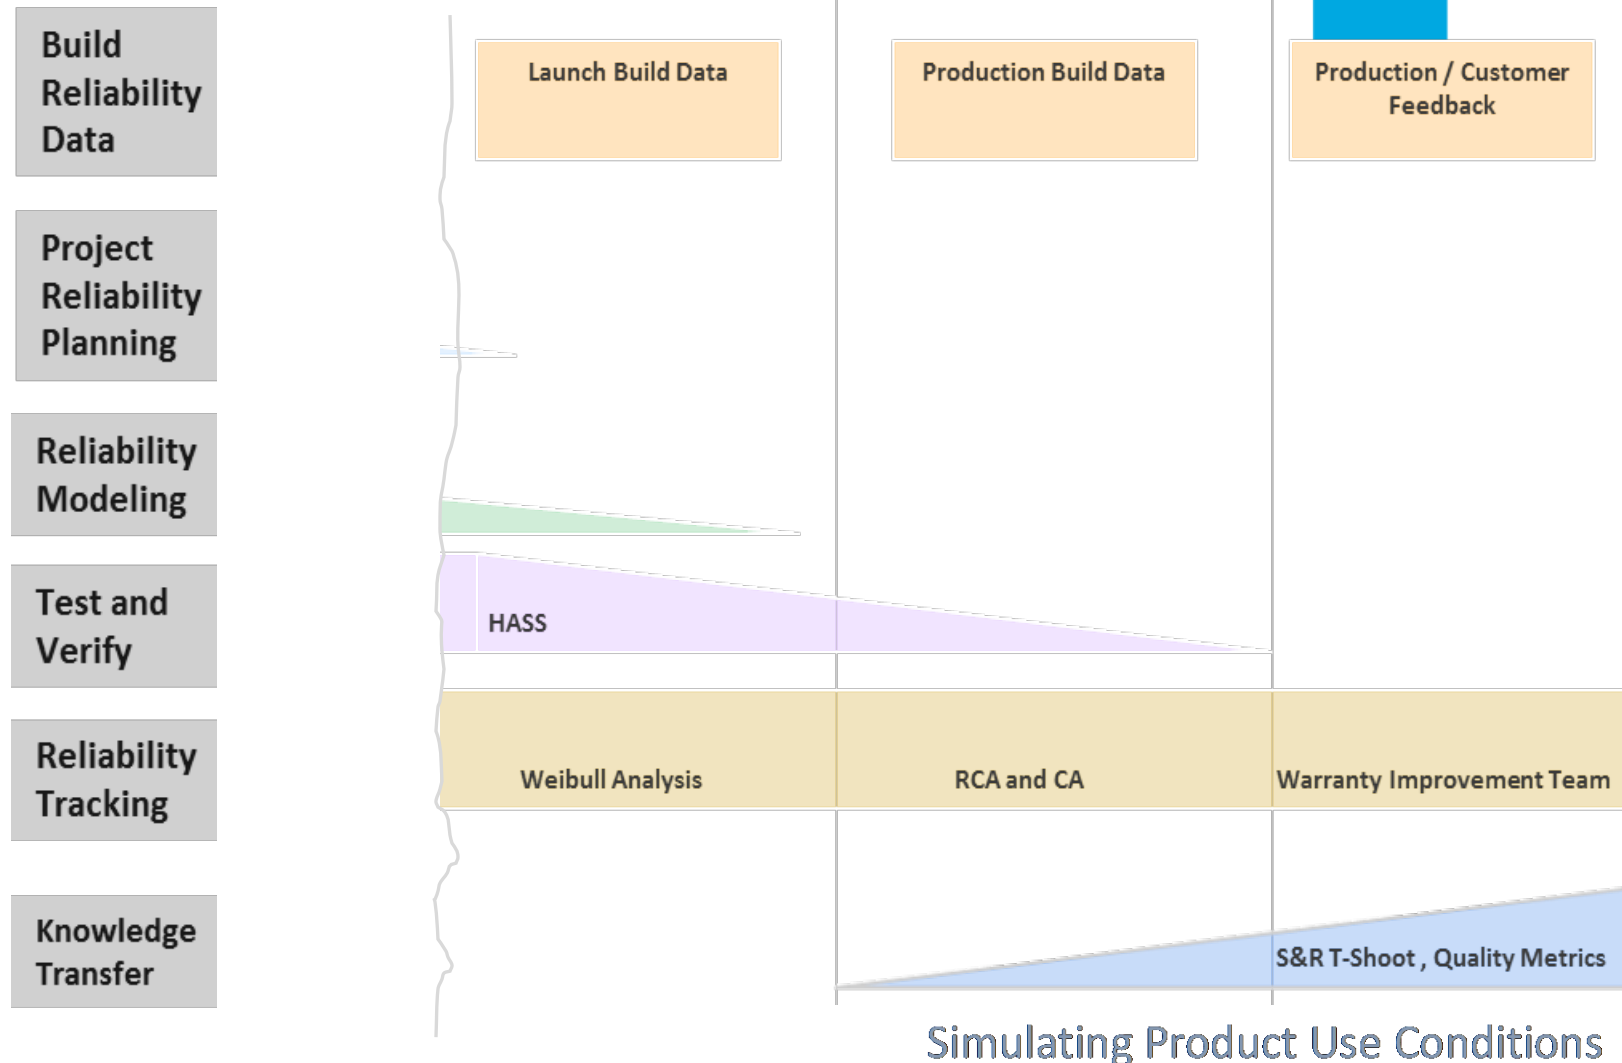 Build
Reliability
Data
Launch Build Data
Production Build Data
Production / Customer
Feedback
Project
Reliability
Planning
Reliability
Modeling
Test and
Verify
HASS
Reliability
Tracking
Weibull Analysis
RCA and CA
Warranty Improvement Team
Knowledge
Transfer
S&R T-Shoot , Quality Metrics
Simulating Product Use Conditions